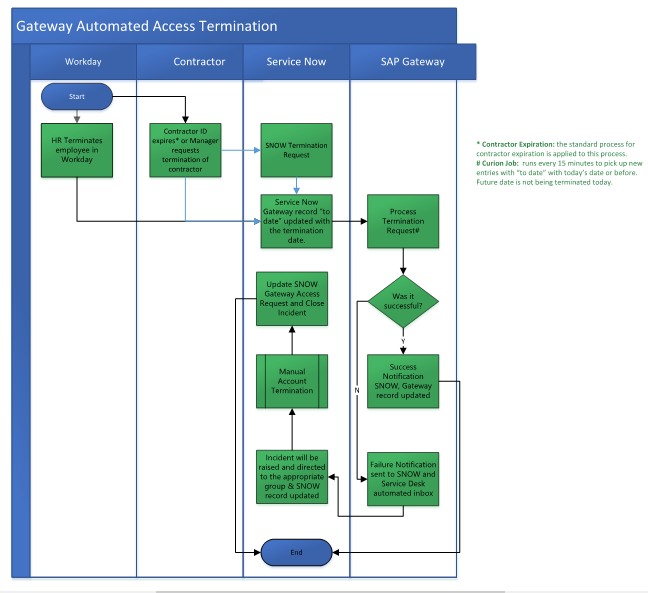 Gateway Automated Access Termination
Workday
Contractor
Service Now
SAP Gateway
Start
HR Terminates
employee in
Workday
Contractor ID
expires* or Manager
requests
termination of
contractor
SNOW Termination
Request
Service Now
Gateway record "to
date" updated with
the termination
date.
Process
Termination
Request#
* Contractor Expiration: the standard process for
contractor expiration is applied to this process.
# Curion Job: runs every 15 minutes to pick up new
entries with "to date" with today's date or before.
Future date is not being terminated today.
Update SNOW
Gateway Access
Request and Close
Incident
Was it
successful?
Y
Manual
Account
Termination
Success
Notification
SNOW, Gateway
record updated
N
Incident will be
raised and directed
to the appropriate
group & SNOW
record updated
Failure Notification
sent to SNOW and
Service Desk
automated inbox
End